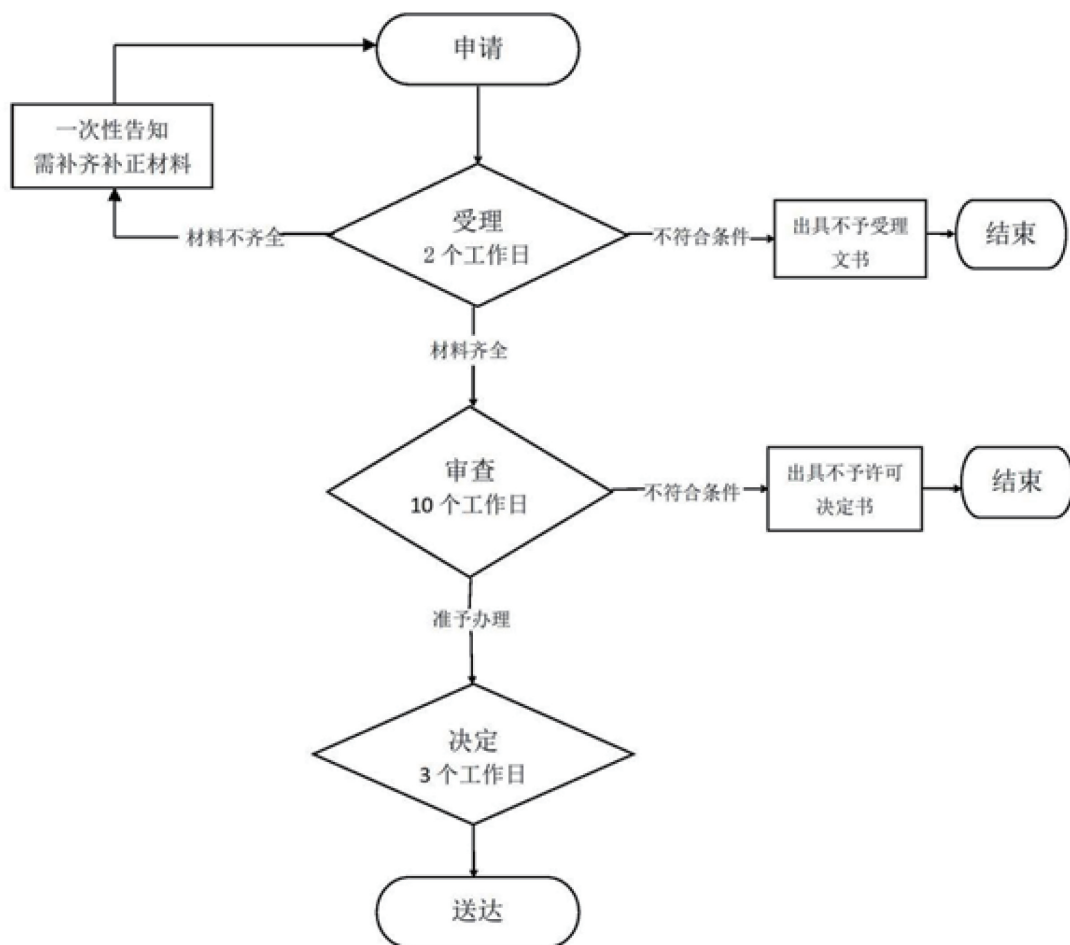 申请
一次性告知
需补齐补正材料
受理
2 个工作日
材料不齐全
不符合条件
出具不予受理
文书
结束
材料齐全
审查
10 个工作日
不符合条件
出具不予许可
决定书
结束
准予办理
决定
3 个工作日
送达